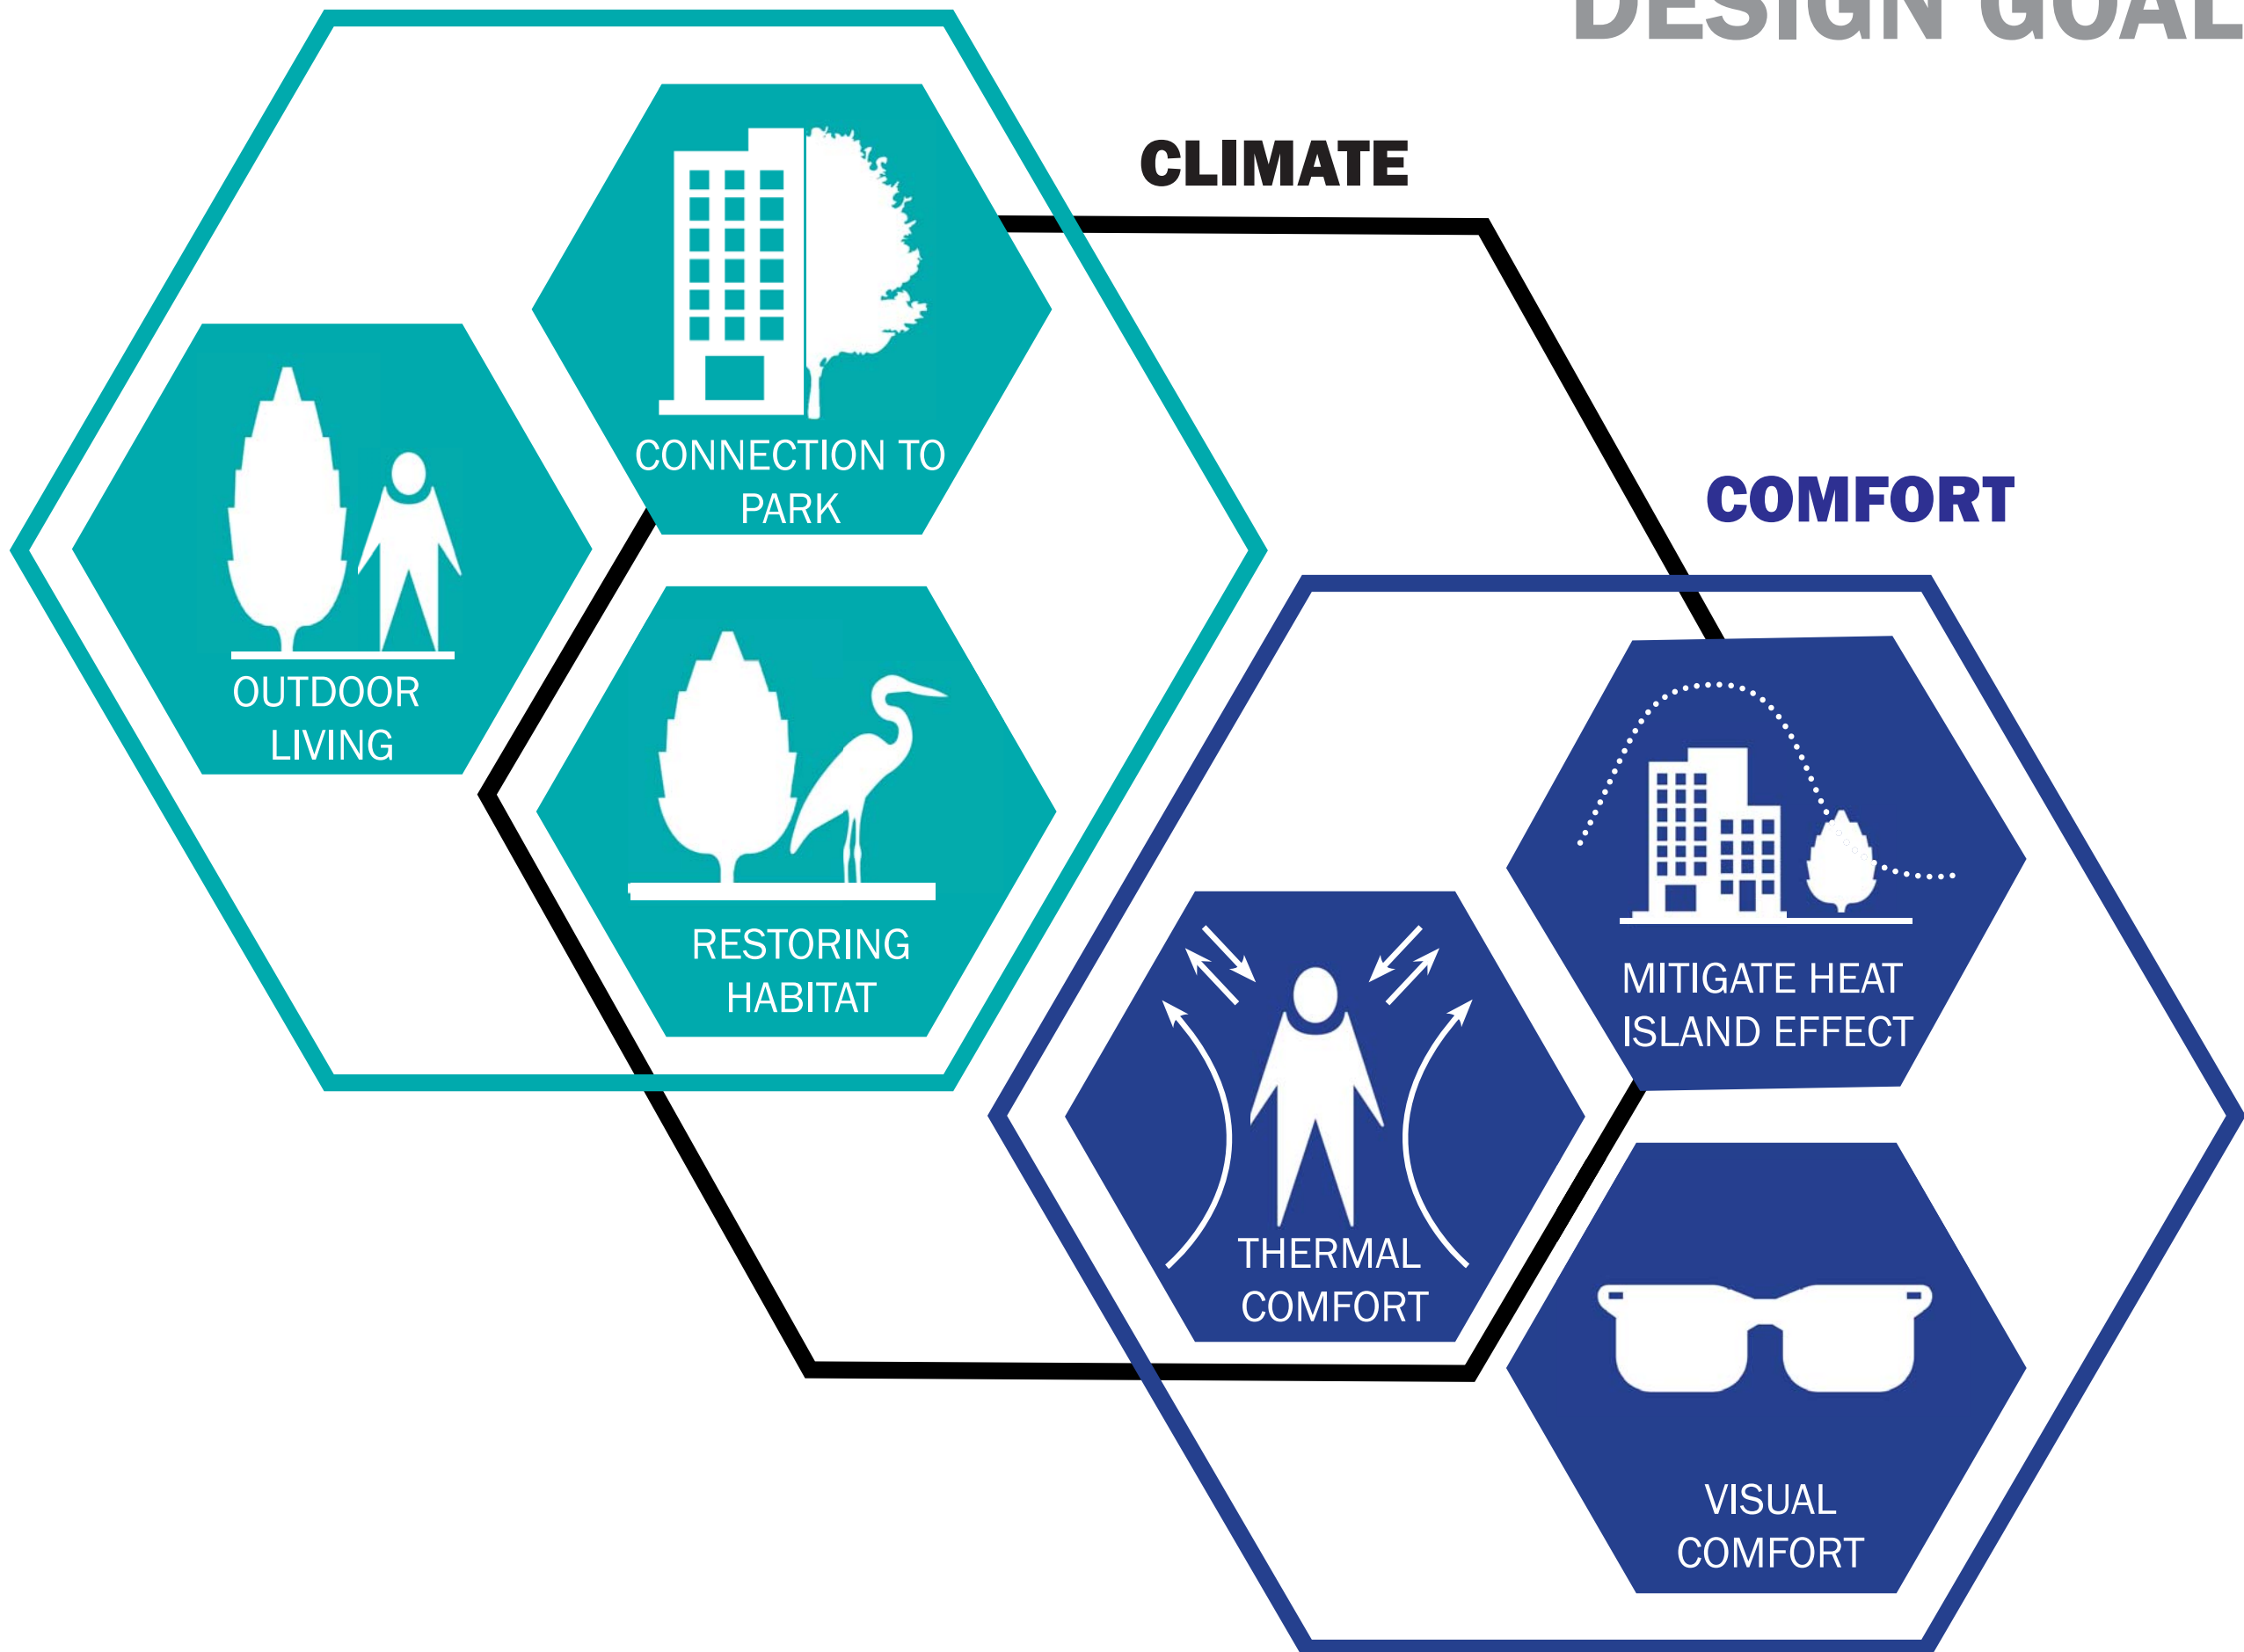 DESIGN GOAL
CLIMATE
CONNECTION TO
PARK
COMFORT
OUTDOOR
LIVING
RESTORING
HABITAT
MITIGATE HEAT
ISLAND EFFECT
THERMAL
COMFORT
VISUAL
COMFORT